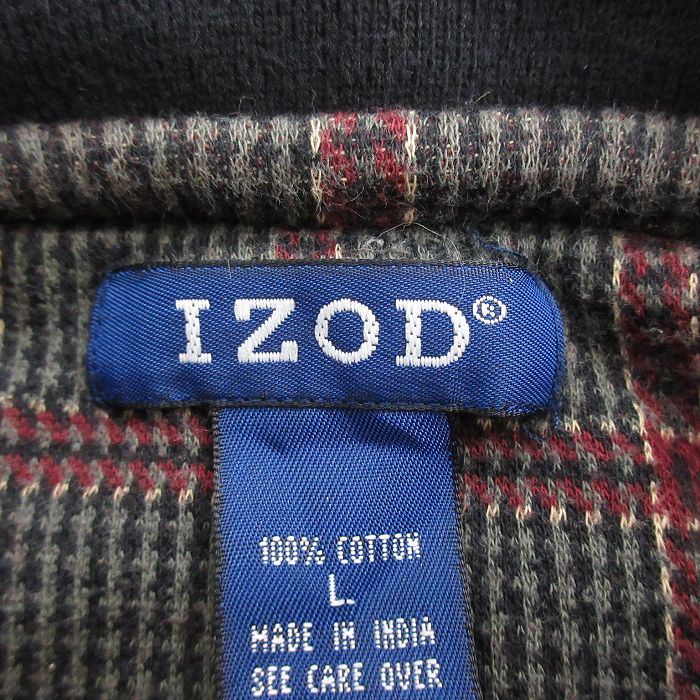 IZOD®
100% COTTON
L
MADE IN INDIA
SEE CARE OVER